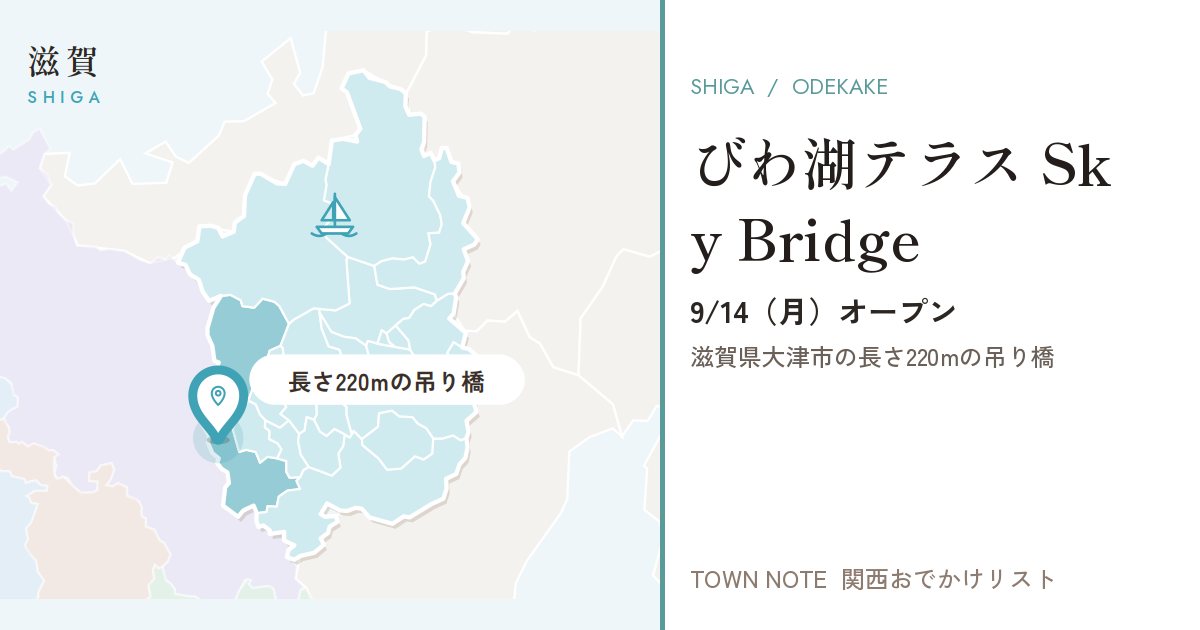 滋賀
SHIGA
長さ220mの吊り橋
SHIGA / ODEKAKE
びわ湖テラス Sk
y Bridge
9/14（月）オープン
滋賀県大津市の長さ220mの吊り橋
TOWN NOTE 関西おでかけリスト